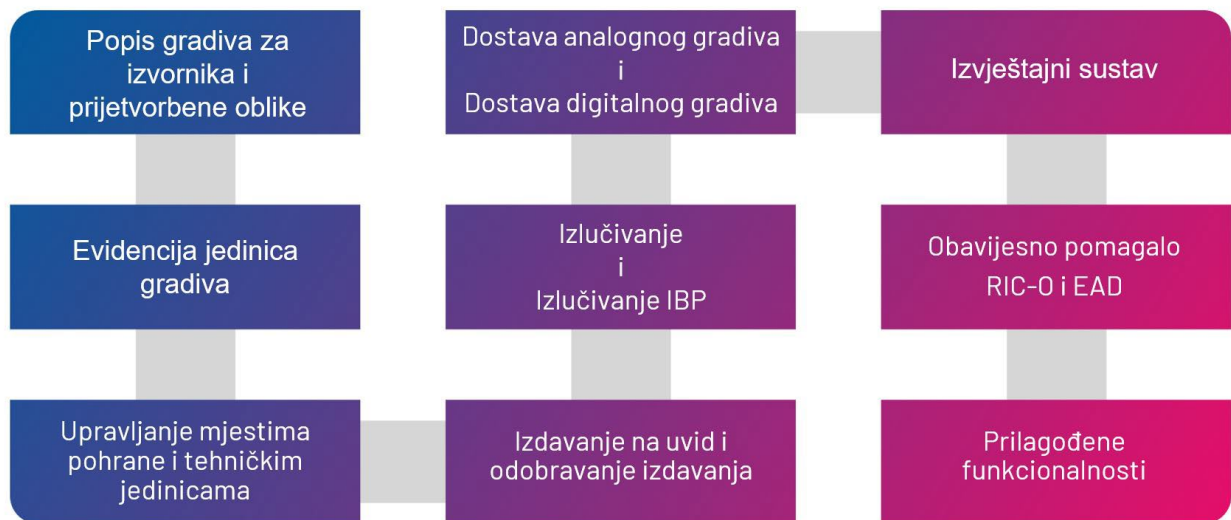 Popis gradiva za
izvornika i
prijetvorbene oblike
Evidencija jedinica
gradiva
Upravljanje mjestima
pohrane i tehničkim
jedinicama
Izdavanje na uvid i
odobravanje izdavanja
Izlučivanje
i
Izlučivanje IBP
Dostava analognog gradiva
i
Dostava digitalnog gradiva
Izvještajni sustav
Obavijesno pomagalo
RIC-O i EAD
Prilagođene
funkcionalnosti